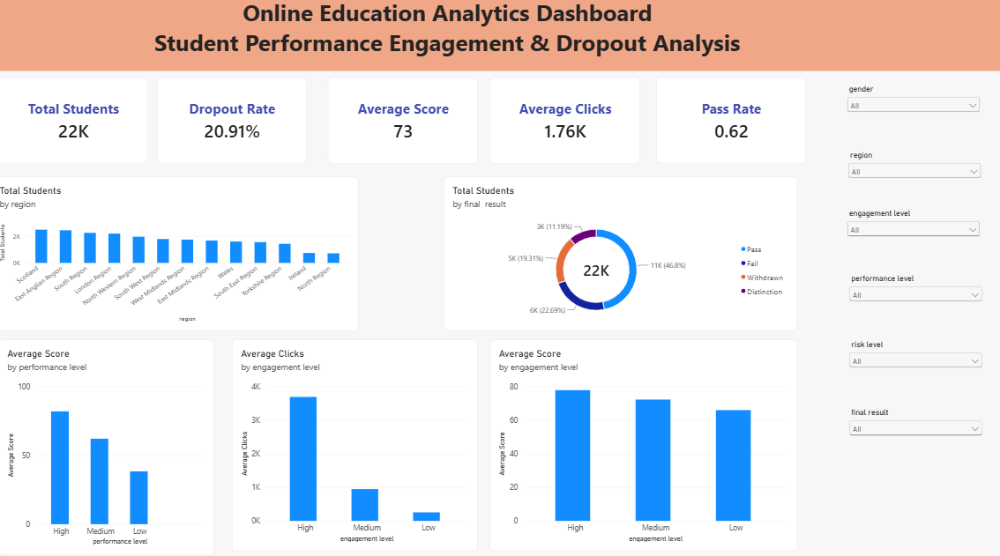 Online Education Analytics Dashboard
Student Performance Engagement & Dropout Analysis
Total Students
22K
Dropout Rate
20.91%
Average Score
73
Average Clicks
1.76K
Pass Rate
0.62
gender
All
region
All
engagement level
All
performance level
All
risk level
All
final result
All
Total Students
by region
Total Students
2K
0K
Scotland
East Anglian Region
South Region
London Region
North Western Region
South West Region
West Midlands Region
East Midlands Region
Wales
South East Region
Yorkshire Region
Ireland
North Region
region
Total Students
by final result
3K (11.19%)
5K (19.31%)
22K
11K (46.8%)
6K (22.69%)
Pass
Fail
Withdrawn
Distinction
Average Score
by performance level
Average Score
100
50
0
High
Medium
Low
performance level
Average Clicks
by engagement level
Average Clicks
4K
3K
2K
1K
0K
High
Medium
Low
engagement level
Average Score
by engagement level
Average Score
80
60
40
20
0
High
Medium
Low
engagement level